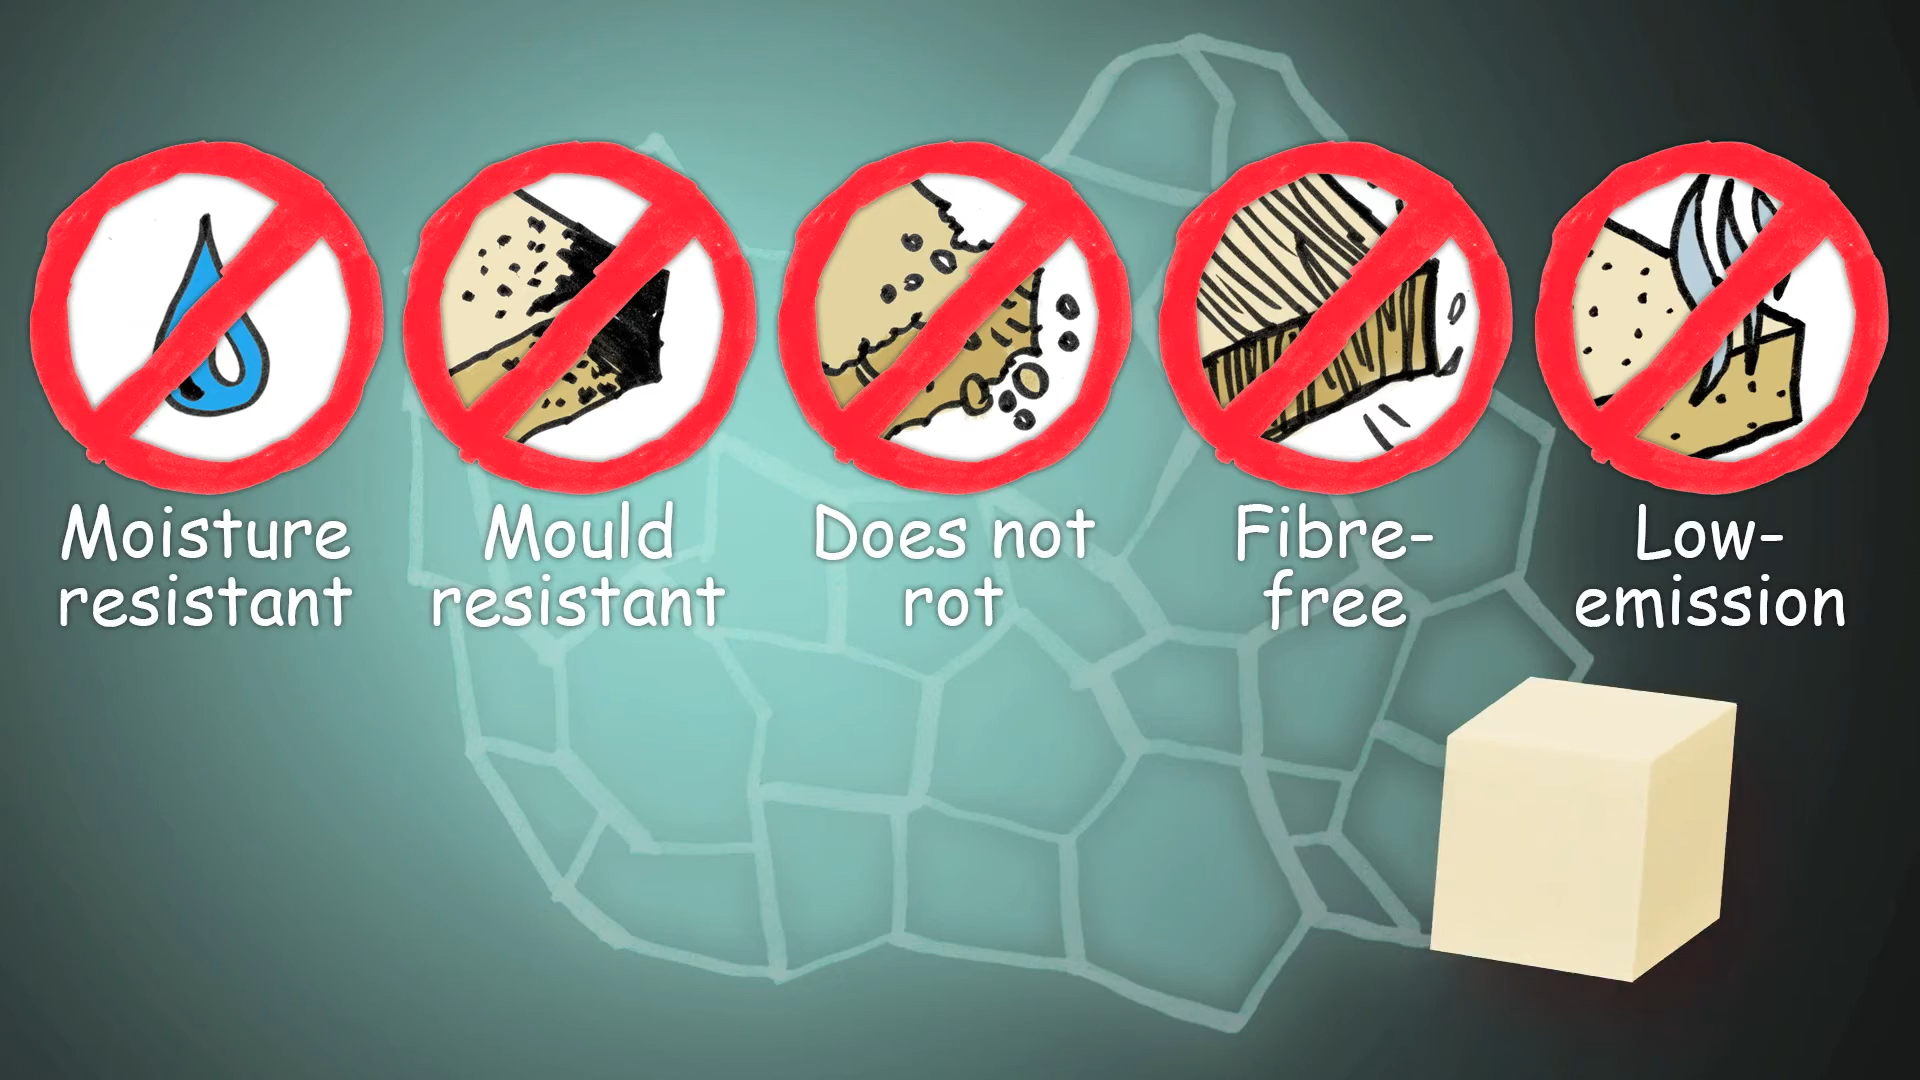 Moisture
resistant
Mould
resistant
Does not
rot
Fibre-
free
Low-
emission